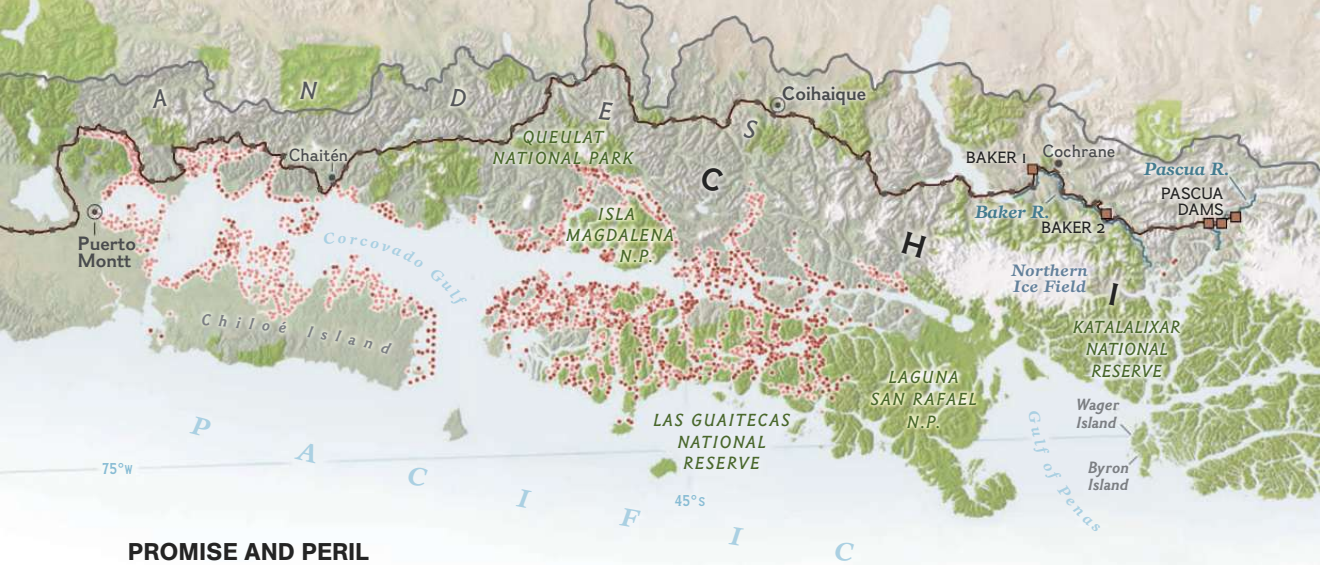 A N D E S
Coihaique
QUEULAT
NATIONAL PARK
Chaitén
BAKER 1
Cochrane
Pascua R.
PASCUA
DAMS
C H I
Baker R.
BAKER 2
ISLA
MAGDALENA
N.P.
Puerto
Montt
Corcovado Gulf
Northern
Ice Field
Chiloé Island
KATALALIXAR
NATIONAL
RESERVE
LAGUNA
SAN RAFAEL
N.P.
Wager
Island
LAS GUAITECAS
NATIONAL
RESERVE
Gulf of Penas
Byron
Island
75°W
45°S
PACIFIC
PROMISE AND PERIL